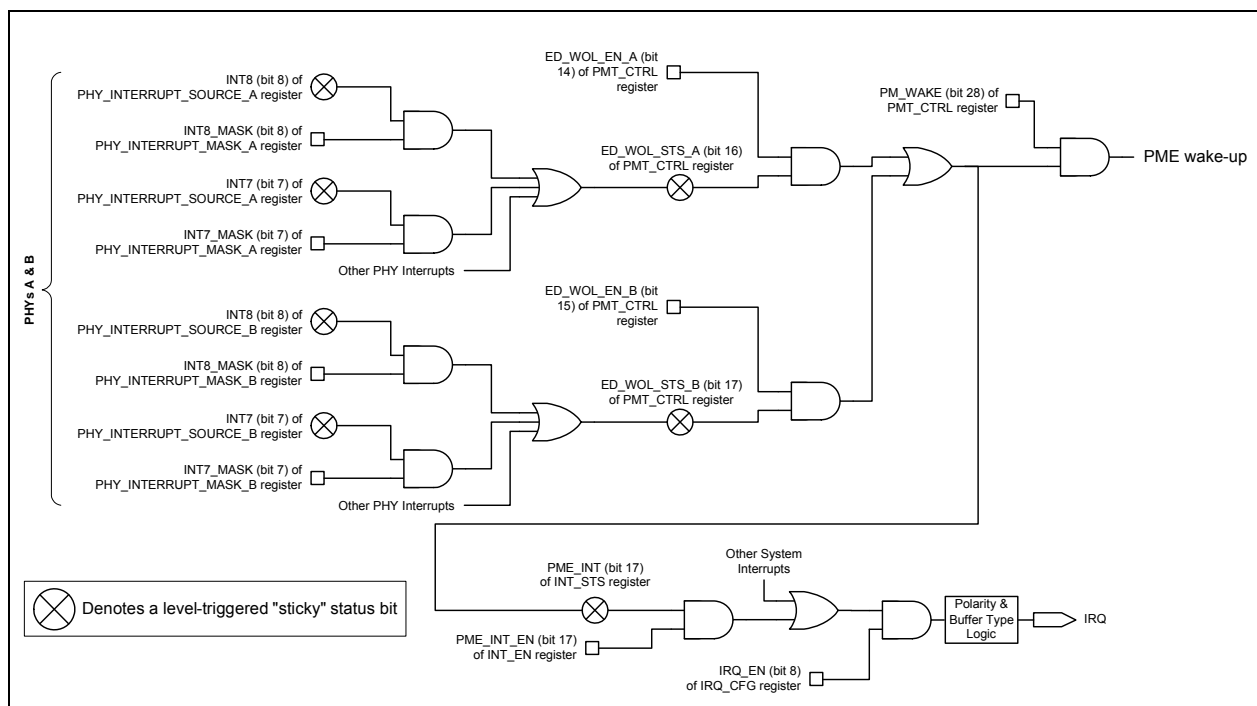 INT8 (bit 8) of
PHY_INTERRUPT_SOURCE_A register
INT8_MASK (bit 8) of
PHY_INTERRUPT_MASK_A register
INT7 (bit 7) of
PHY_INTERRUPT_SOURCE_A register
INT7_MASK (bit 7) of
PHY_INTERRUPT_MASK_A register
Other PHY Interrupts
ED_WOL_EN_A (bit
14) of PMT_CTRL
register
ED_WOL_STS_A (bit 16)
of PMT_CTRL register
PM_WAKE (bit 28) of
PMT_CTRL register
PME wake-up
PHYs A & B
INT8 (bit 8) of
PHY_INTERRUPT_SOURCE_B register
INT8_MASK (bit 8) of
PHY_INTERRUPT_MASK_B register
INT7 (bit 7) of
PHY_INTERRUPT_SOURCE_B register
INT7_MASK (bit 7) of
PHY_INTERRUPT_MASK_B register
Other PHY Interrupts
ED_WOL_EN_B (bit
15) of PMT_CTRL
register
ED_WOL_STS_B (bit 17)
of PMT_CTRL register
Denotes a level-triggered "sticky" status bit
PME_INT (bit 17)
of INT_STS register
PME_INT_EN (bit 17)
of INT_EN register
Other System
Interrupts
IRQ_EN (bit 8)
of IRQ_CFG register
Polarity &
Buffer Type
Logic
IRQ